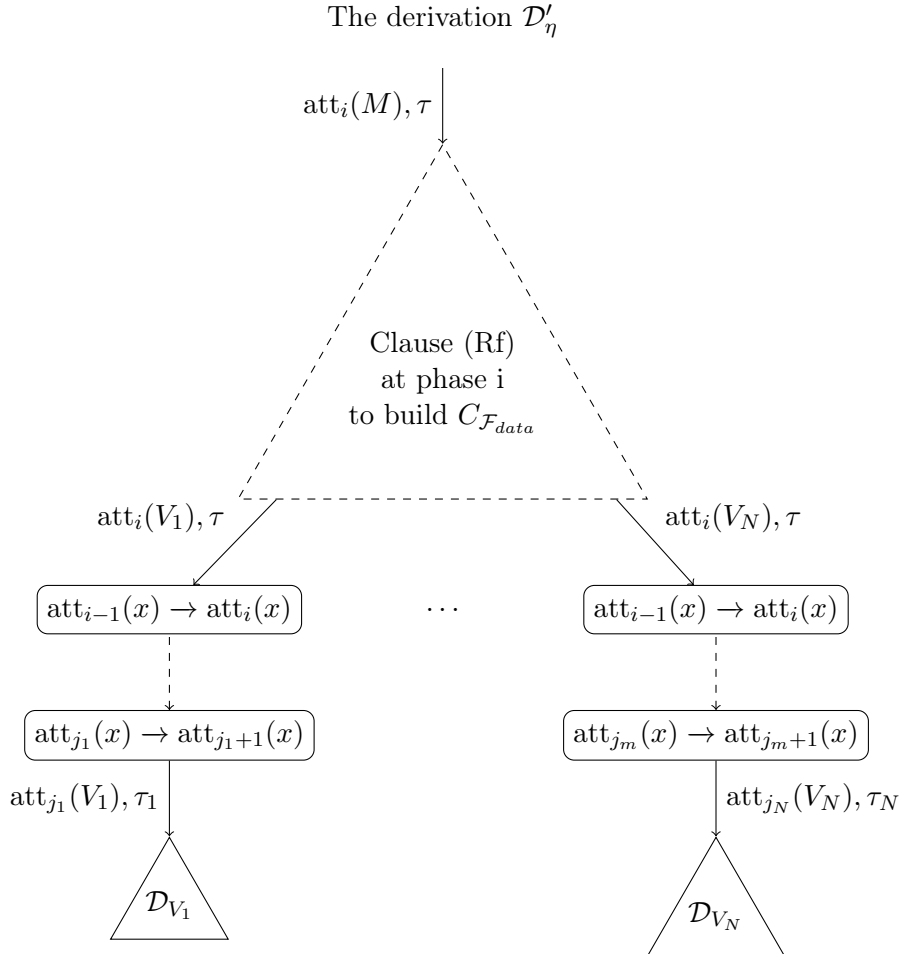 The derivation 𝒟′_η
att_i(M), τ
Clause (Rf)
at phase i
to build C_{ℱ_{data}}
att_i(V_1), τ
att_i(V_N), τ
att_{i−1}(x) → att_i(x)
⋯
att_{i−1}(x) → att_i(x)
att_{j_1}(x) → att_{j_1+1}(x)
att_{j_m}(x) → att_{j_m+1}(x)
att_{j_1}(V_1), τ_1
att_{j_N}(V_N), τ_N
𝒟_{V_1}
𝒟_{V_N}